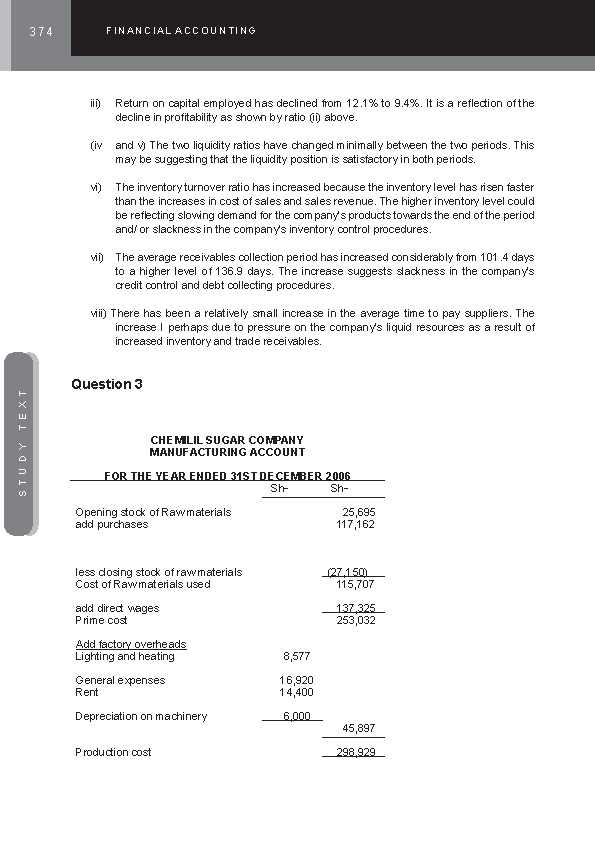 374
FINANCIAL ACCOUNTING
iii) Return on capital employed has declined from 12.1% to 9.4%. It is a reflection of the
decline in profitability as shown by ratio (ii) above.
(iv and v) The two liquidity ratios have changed minimally between the two periods. This
may be suggesting that the liquidity position is satisfactory in both periods.
vi) The inventory turnover ratio has increased because the inventory level has risen faster
than the increases in cost of sales and sales revenue. The higher inventory level could
be reflecting slowing demand for the company's products towards the end of the period
and/ or slackness in the company's inventory control procedures.
vii) The average receivables collection period has increased considerably from 101.4 days
to a higher level of 136.9 days. The increase suggests slackness in the company's
credit control and debt collecting procedures.
viii) There has been a relatively small increase in the average time to pay suppliers. The
increase I perhaps due to pressure on the company's liquid resources as a result of
increased inventory and trade receivables.
STUDY TEXT
Question 3
CHEMILIL SUGAR COMPANY
MANUFACTURING ACCOUNT
FOR THE YEAR ENDED 31ST DECEMBER 2006
Sh- Sh-
Opening stock of Raw materials 25,695
add purchases 117,162
less closing stock of raw materials (27,150)
Cost of Raw materials used 115,707
add direct wages 137,325
Prime cost 253,032
Add factory overheads
Lighting and heating 8,577
General expenses 16,920
Rent 14,400
Depreciation on machinery 6,000
45,897
Production cost 298,929